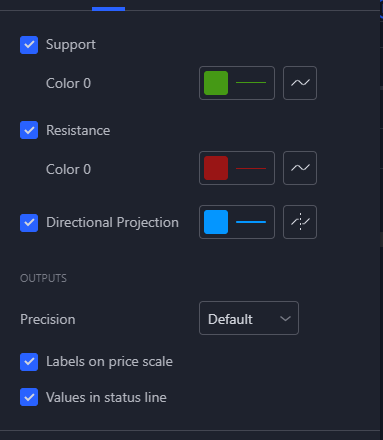 Support
Color 0
Resistance
Color 0
Directional Projection
OUTPUTS
Precision
Default
Labels on price scale
Values in status line